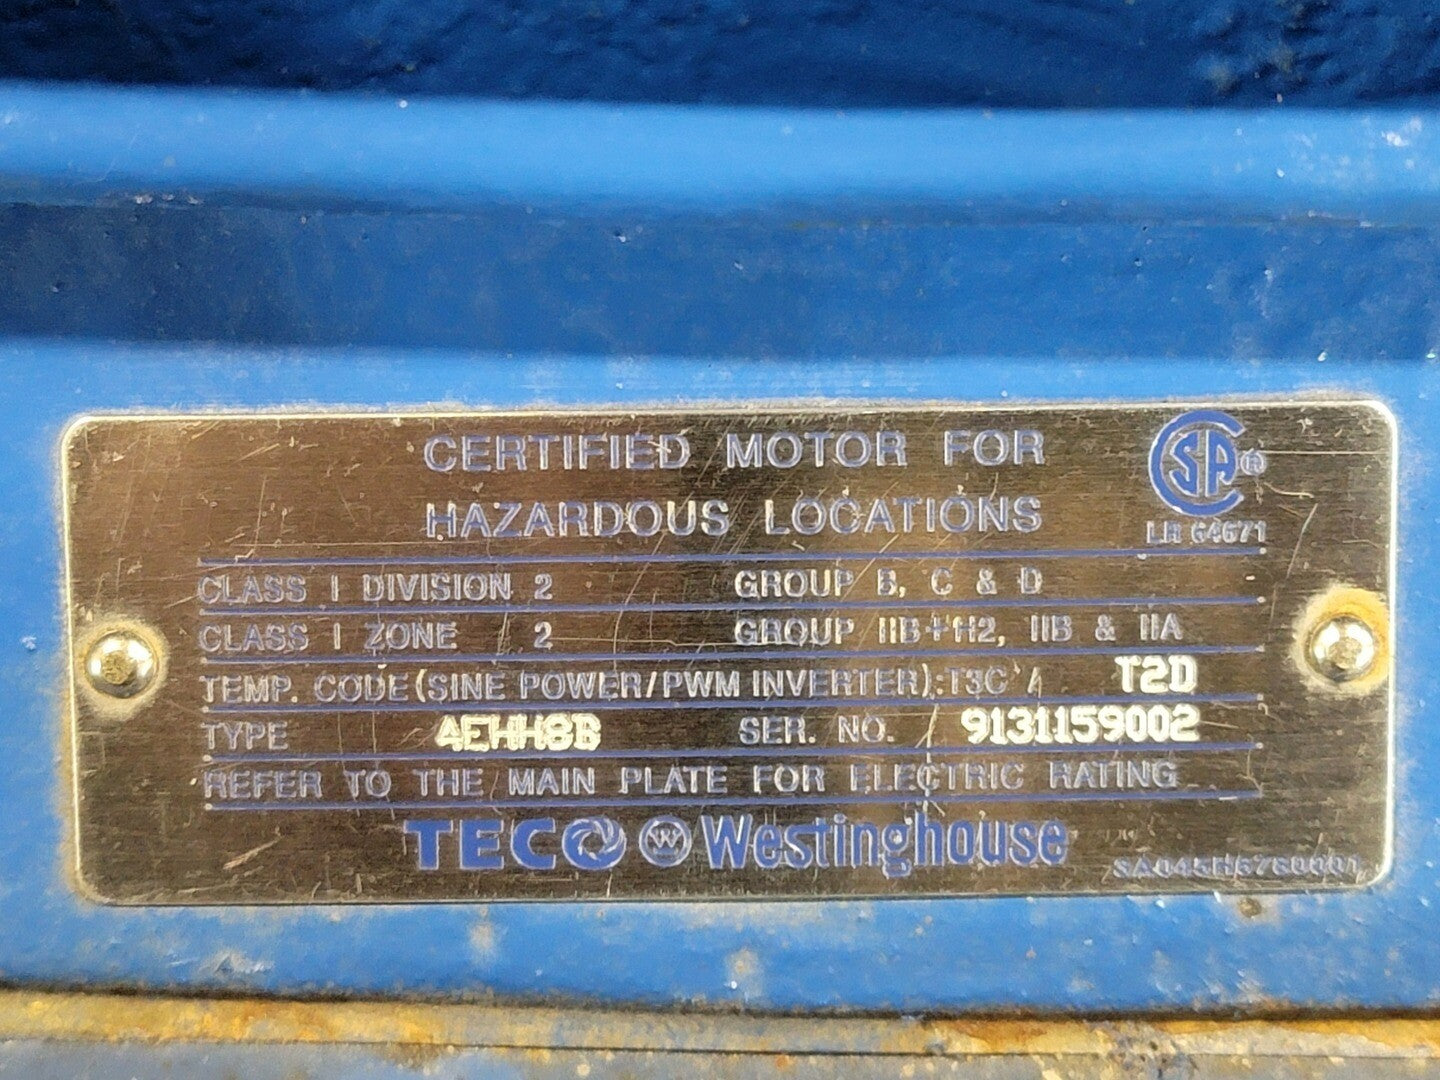 CERTIFIED MOTOR FOR
HAZARDOUS LOCATIONS
CSA ®
LR 64671
CLASS I DIVISION 2 GROUP B, C & D
CLASS I ZONE 2 GROUP IIB+H2, IIB & IIA
TEMP. CODE (SINE POWER/PWM INVERTER): T3C / T2D
TYPE 4EHH8B SER. NO. 9131159002
REFER TO THE MAIN PLATE FOR ELECTRIC RATING
TECO W Westinghouse